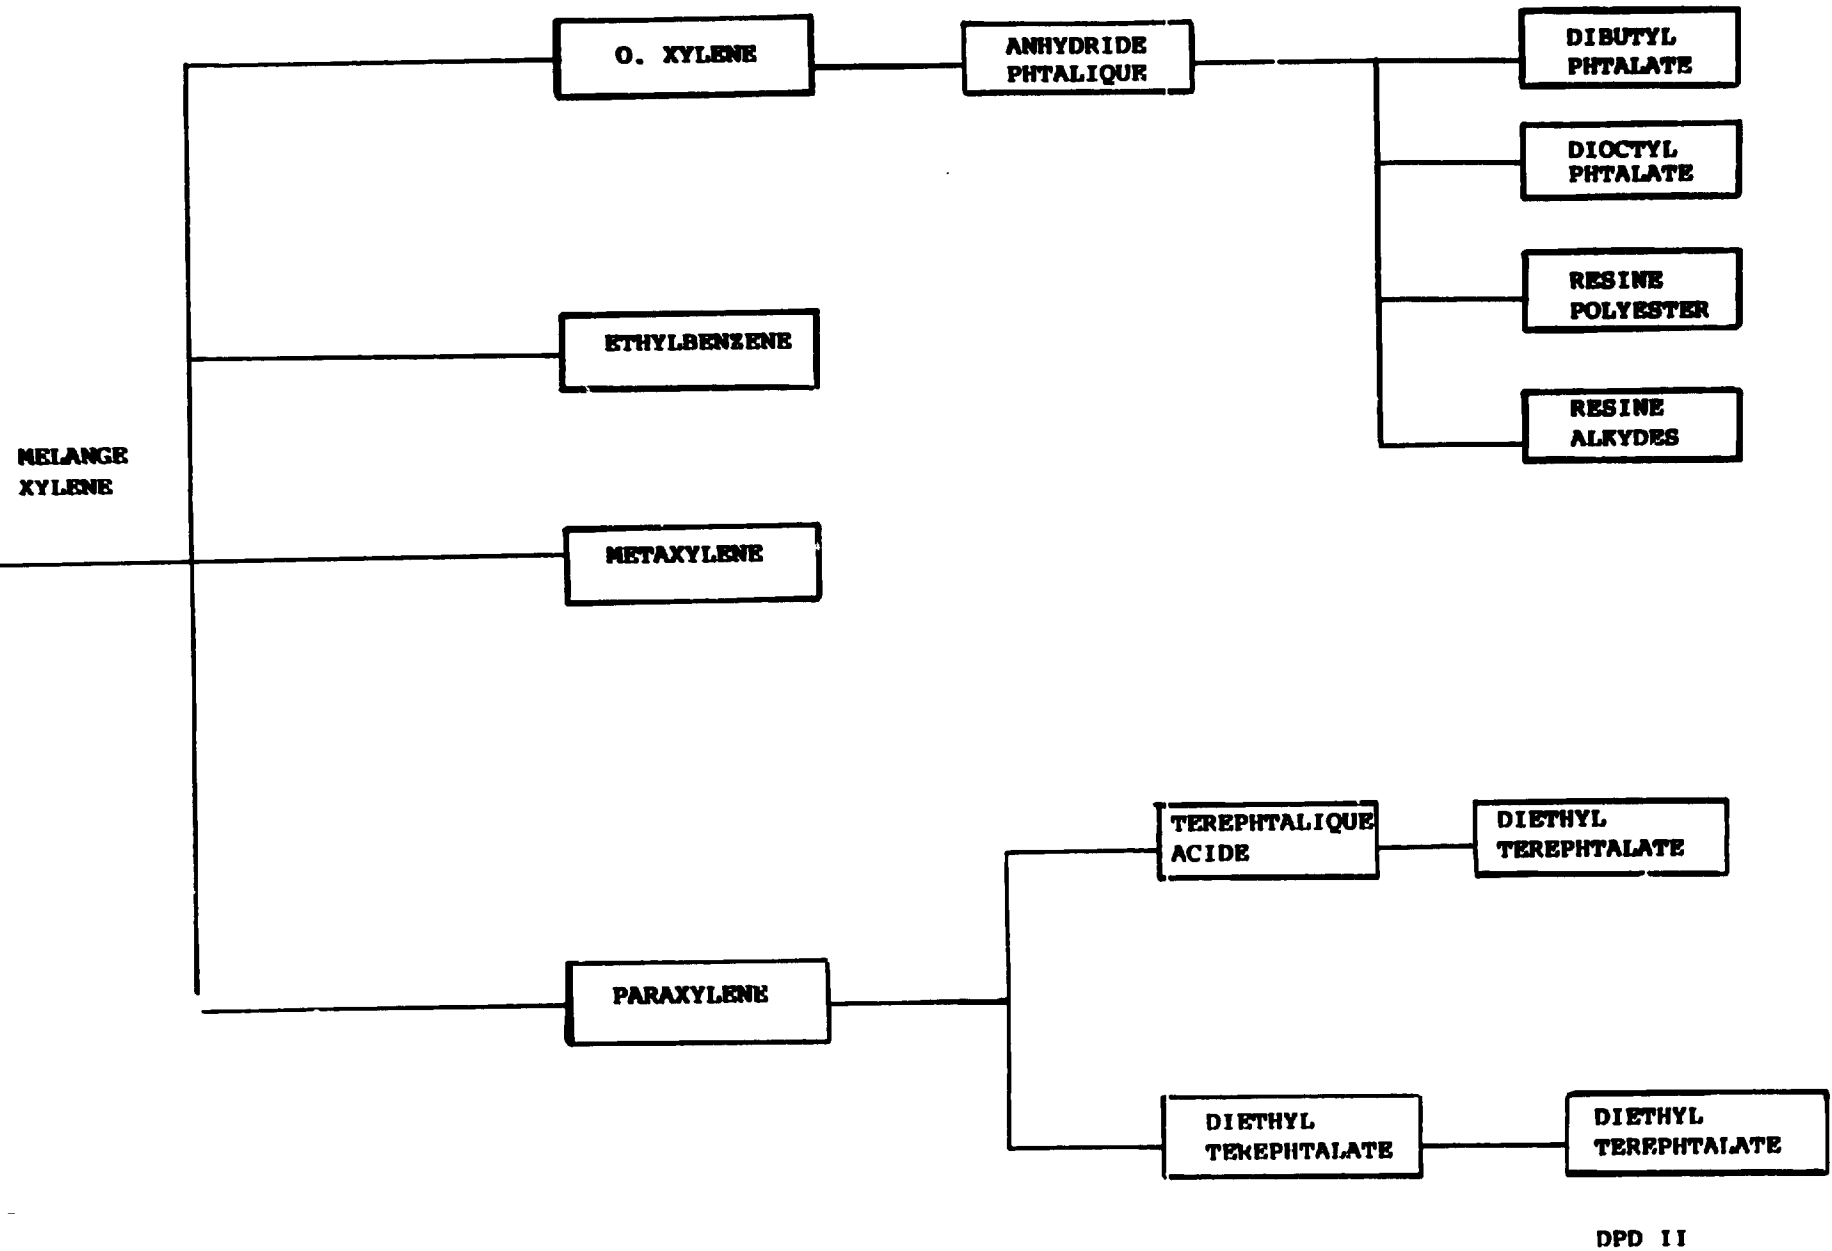 O. XYLENE
ANHYDRIDE
PHTALIQUE
DIBUTYL
PHTALATE
DIOCTYL
PHTALATE
RESINE
POLYESTER
RESINE
ALKYDES
ETHYLBENZENE
MELANGE
XYLENE
METAXYLENE
PARAXYLENE
TEREPHTALIQUE
ACIDE
DIETHYL
TEREPHTALATE
DIETHYL
TEREPHTALATE
DIETHYL
TEREPHTALATE
DPD II